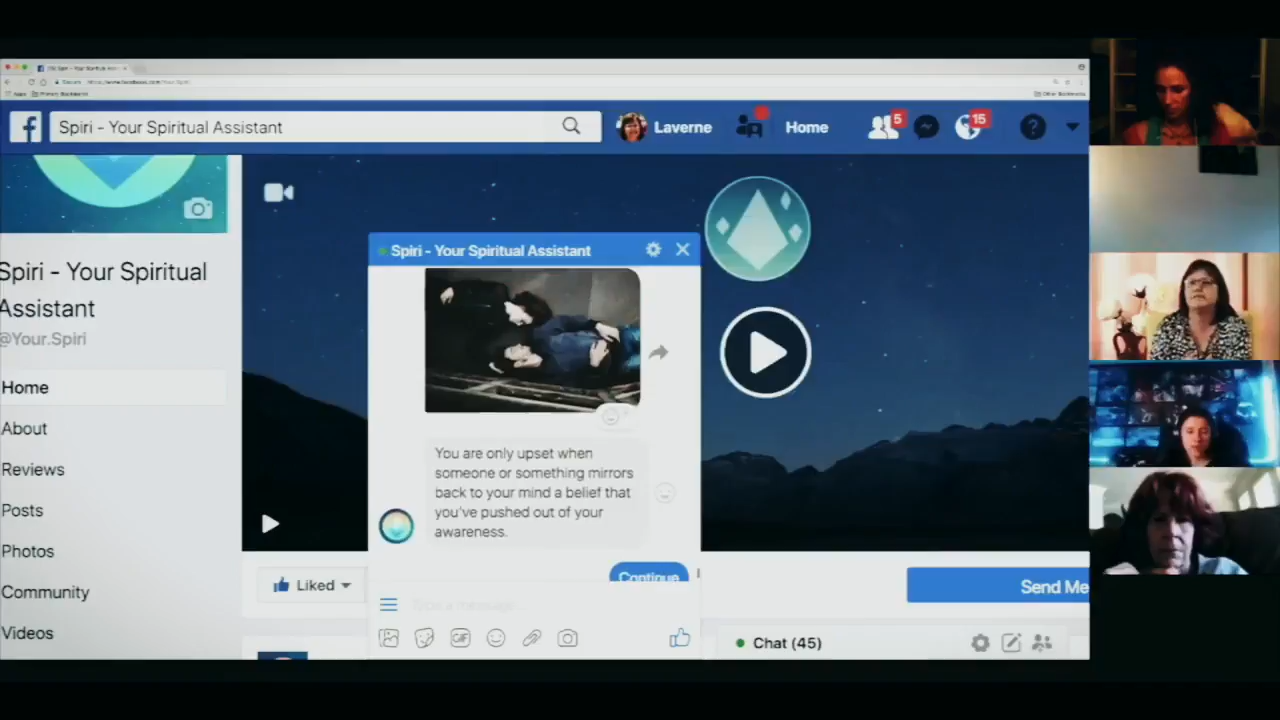 Spiri - Your Spiritual Assistant
Laverne
Home
5
15
?
Spiri - Your Spiritual
Assistant
@Your.Spiri
Home
About
Reviews
Posts
Photos
Community
Videos
Spiri - Your Spiritual Assistant
You are only upset when
someone or something mirrors
back to your mind a belief that
you've pushed out of your
awareness.
Continue
GIF
Liked
Send Me
Chat (45)